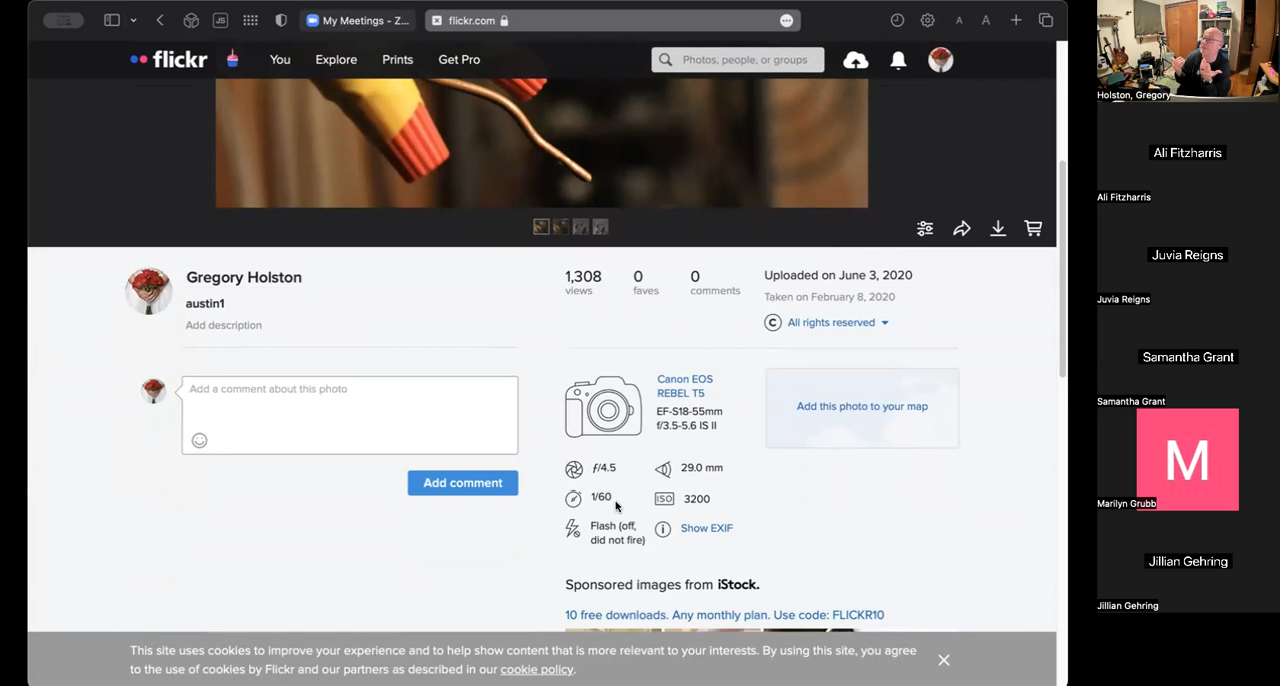 JS
My Meetings - Z...
flickr.com
A
A
flickr
You
Explore
Prints
Get Pro
Photos, people, or groups
Gregory Holston
austin1
Add description
1,308
views
0
faves
0
comments
Uploaded on June 3, 2020
Taken on February 8, 2020
C All rights reserved
Add a comment about this photo
Add comment
Canon EOS
REBEL T5
EF-S18-55mm
f/3.5-5.6 IS II
Add this photo to your map
ƒ/4.5
29.0 mm
1/60
ISO 3200
Flash (off,
did not fire)
Show EXIF
Sponsored images from iStock.
10 free downloads. Any monthly plan. Use code: FLICKR10
This site uses cookies to improve your experience and to help show content that is more relevant to your interests. By using this site, you agree
to the use of cookies by Flickr and our partners as described in our cookie policy.
Holston, Gregory
Ali Fitzharris
Ali Fitzharris
Juvia Reigns
Juvia Reigns
Samantha Grant
Samantha Grant
M
Marilyn Grubb
Jillian Gehring
Jillian Gehring